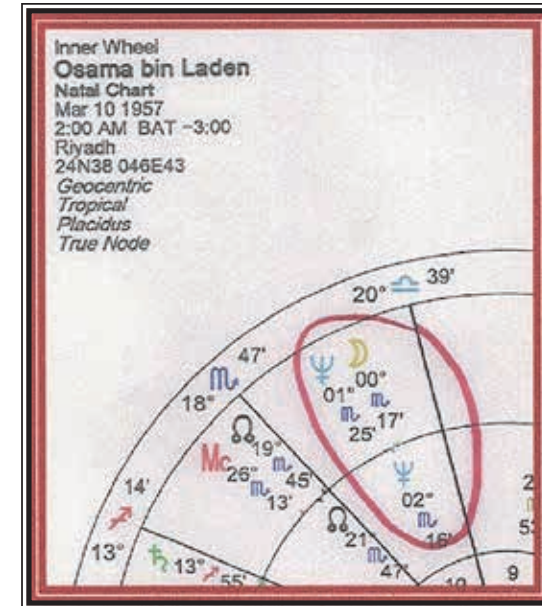 Inner Wheel
Osama bin Laden
Natal Chart
Mar 10 1957
2:00 AM BAT -3:00
Riyadh
24N38 046E43
Geocentric
Tropical
Placidus
True Node
20° ♎ 39'
47'
♏
18°
♆ ☽
01° 00°
♏ ♏
25' 17'
☊
19°
♏
45'
Mc
26°
♏
13'
♆
02°
♏
16'
14'
♐
13°
☊
21°
♏
47'
♄ 13° ♐ 55'
9